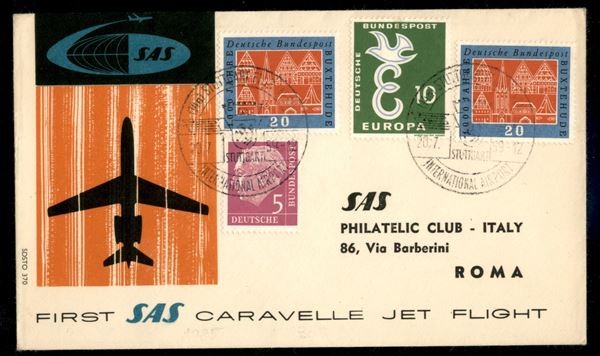 SAS
Deutsche Bundespost
1000 JAHRE
BUXTEHUDE
20
BUNDESPOST
DEUTSCHE
10
EUROPA
Deutsche Bundespost
1000 JAHRE
BUXTEHUDE
20
STUTTGART
INTERNATIONAL AIRPORT
STUTTGART
INTERNATIONAL AIRPORT
5
DEUTSCHE
BUNDESPOST
SAS
PHILATELIC CLUB - ITALY
86, Via Barberini
ROMA
SOSTO 370
FIRST SAS CARAVELLE JET FLIGHT